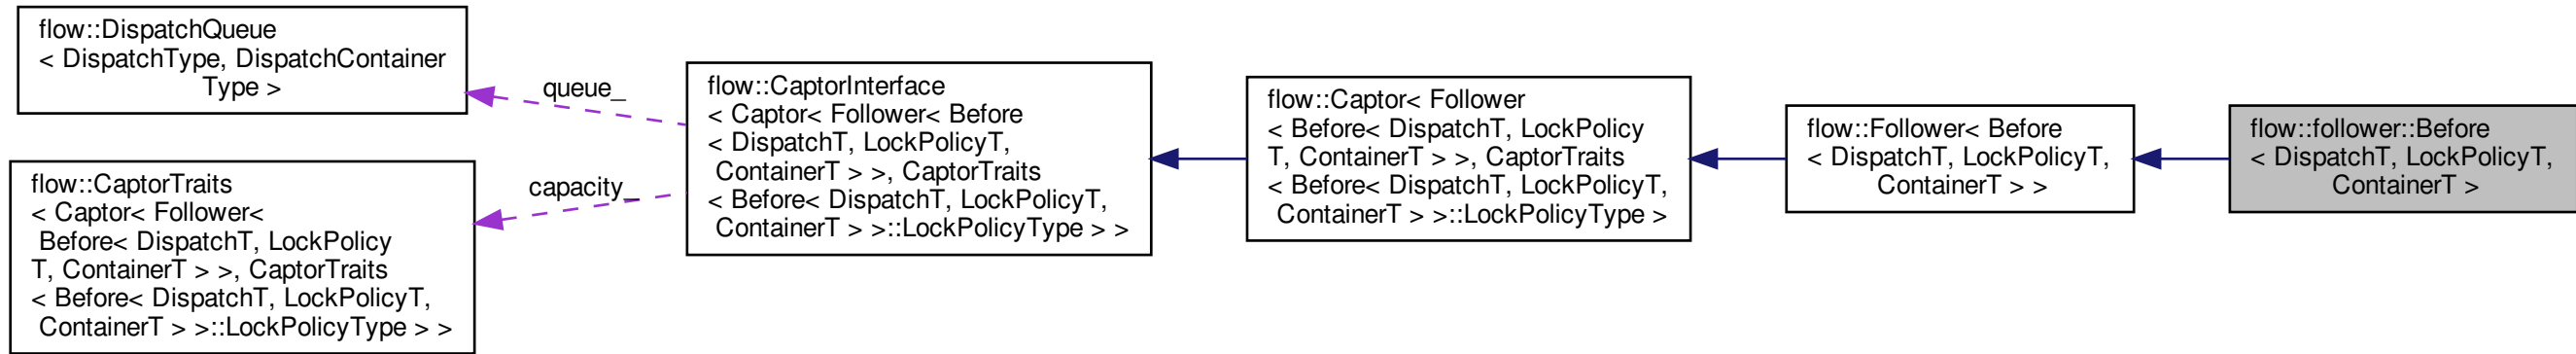 flow::DispatchQueue
< DispatchType, DispatchContainer
Type >
queue_
flow::CaptorTraits
< Captor< Follower<
Before< DispatchT, LockPolicy
T, ContainerT > >, CaptorTraits
< Before< DispatchT, LockPolicyT,
ContainerT > >::LockPolicyType > >
capacity_
flow::CaptorInterface
< Captor< Follower< Before
< DispatchT, LockPolicyT,
ContainerT > >, CaptorTraits
< Before< DispatchT, LockPolicyT,
ContainerT > >::LockPolicyType > >
flow::Captor< Follower
< Before< DispatchT, LockPolicy
T, ContainerT > >, CaptorTraits
< Before< DispatchT, LockPolicyT,
ContainerT > >::LockPolicyType >
flow::Follower< Before
< DispatchT, LockPolicyT,
ContainerT > >
flow::follower::Before
< DispatchT, LockPolicyT,
ContainerT >